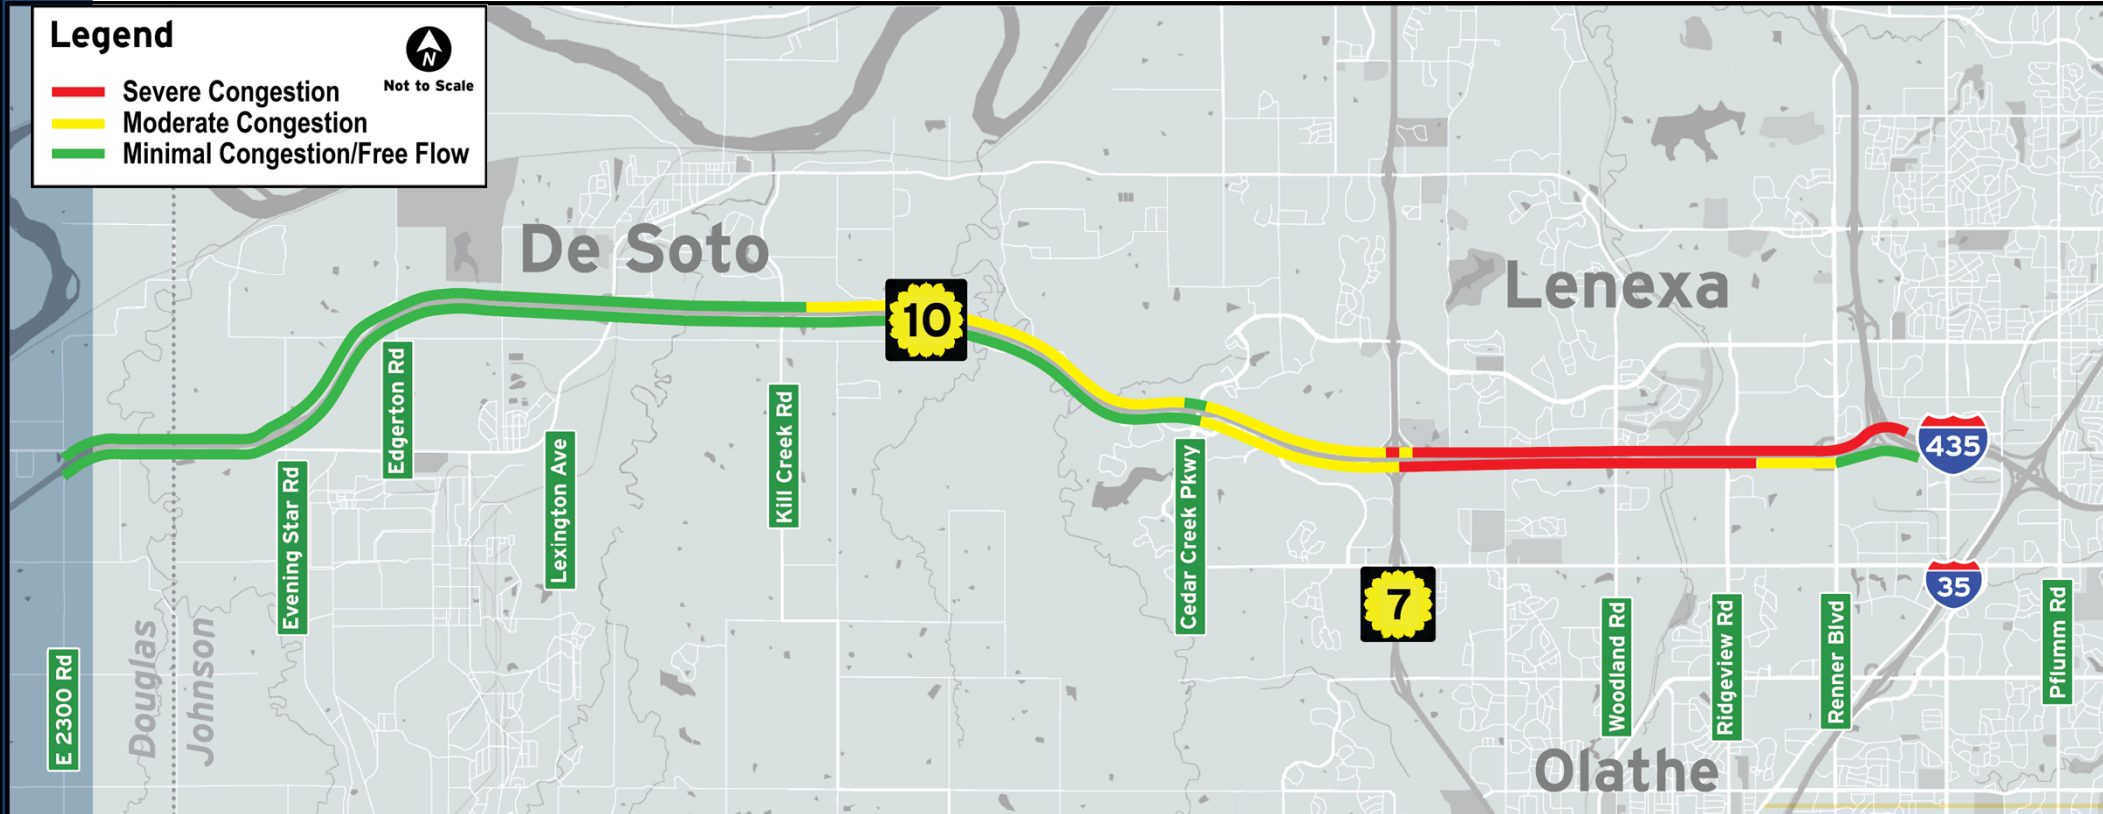 Legend
N
Not to Scale
Severe Congestion
Moderate Congestion
Minimal Congestion/Free Flow
De Soto
Lenexa
10
Edgerton Rd
Kill Creek Rd
435
Evening Star Rd
Lexington Ave
Cedar Creek Pkwy
7
35
E 2300 Rd
Douglas
Johnson
Woodland Rd
Ridgeview Rd
Renner Blvd
Pflumm Rd
Olathe